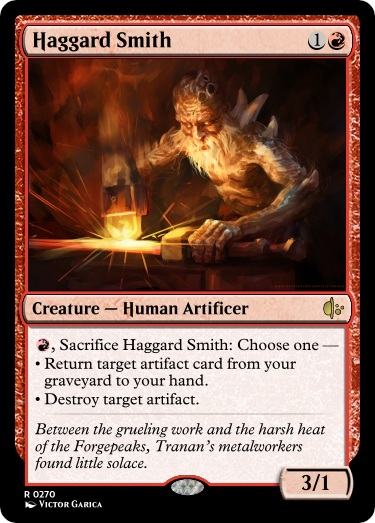 Haggard Smith 1
Creature — Human Artificer
, Sacrifice Haggard Smith: Choose one —
• Return target artifact card from your
graveyard to your hand.
• Destroy target artifact.
Between the grueling work and the harsh heat
of the Forgepeaks, Tranan's metalworkers
found little solace.
3/1
R 0270
Victor Garica